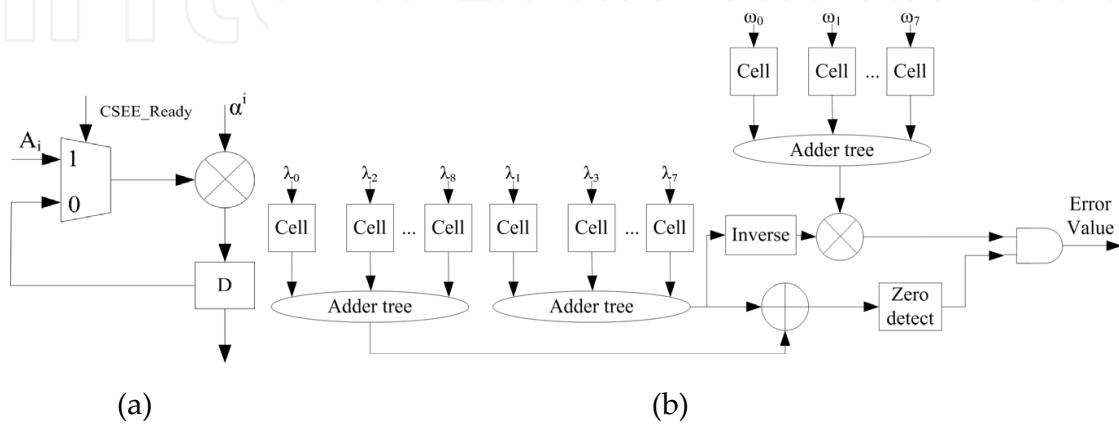 CSEE_Ready
αⁱ
Aᵢ
1
0
D
(a)
ω₀ ω₁ ω₇
Cell Cell ... Cell
Adder tree
λ₀ λ₂ λ₈ λ₁ λ₃ λ₇
Cell Cell ... Cell Cell Cell ... Cell
Adder tree Adder tree
Inverse
Zero
detect
Error
Value
(b)